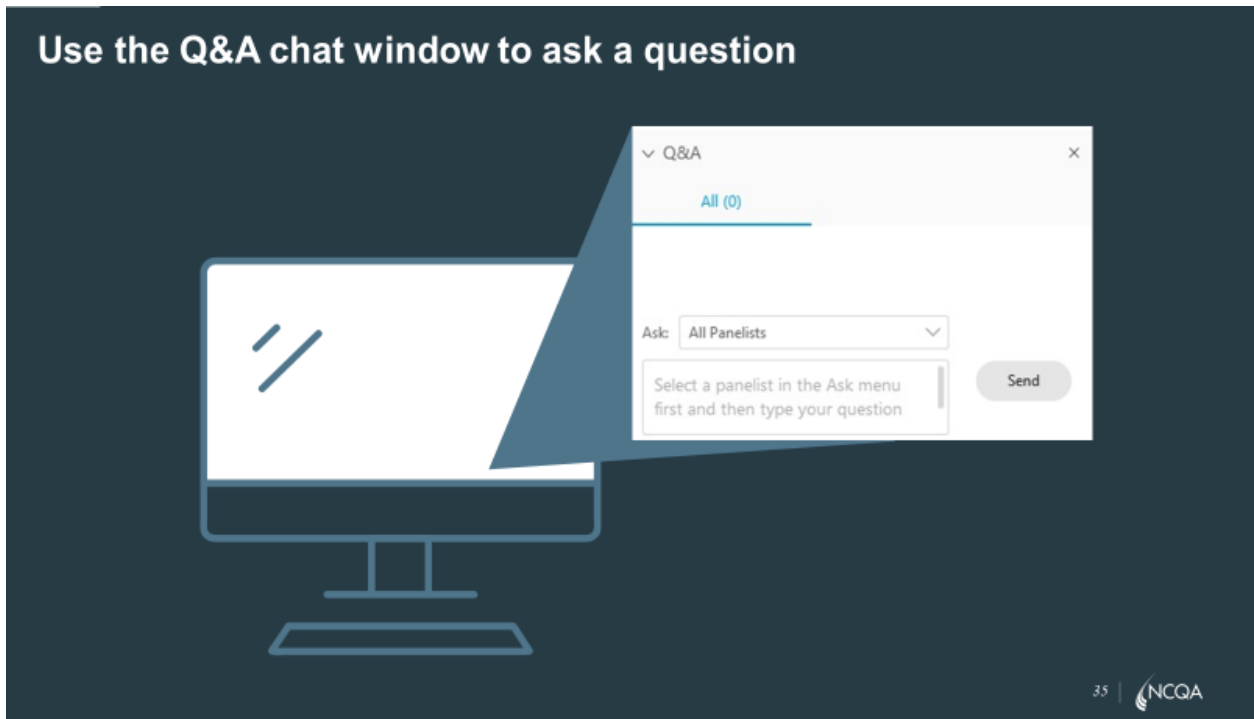 Use the Q&A chat window to ask a question
Q&A
All (0)
Ask: All Panelists
Select a panelist in the Ask menu
first and then type your question
Send
35 | NCQA